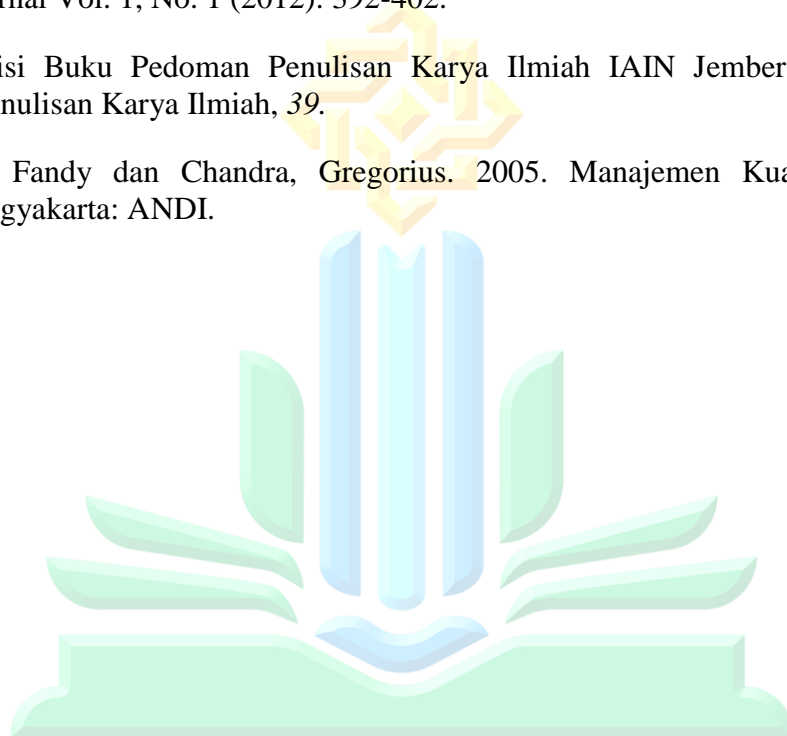 rnal Vol. 1, No. 1 (2012): 392-402.
isi Buku Pedoman Penulisan Karya Ilmiah IAIN Jember
nulisan Karya Ilmiah, 39.
Fandy dan Chandra, Gregorius. 2005. Manajemen Kua
gyakarta: ANDI.